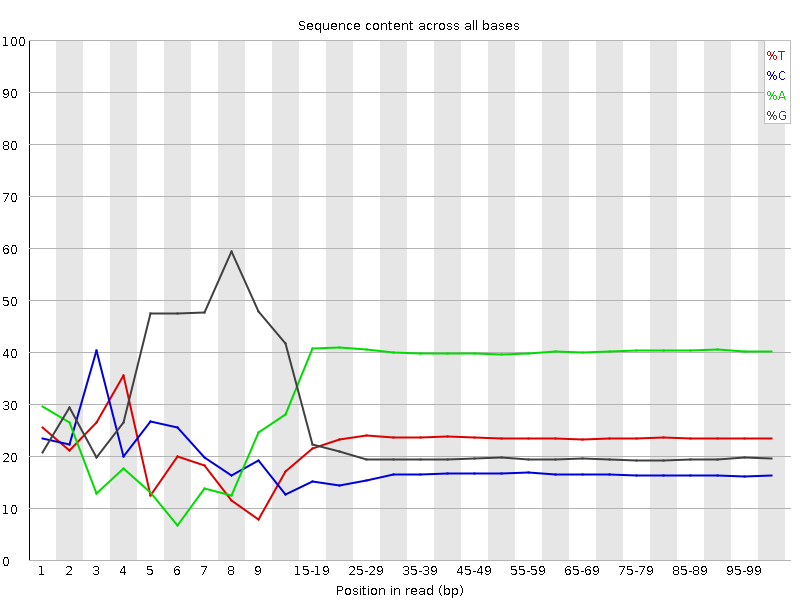 Sequence content across all bases
100
90
80
70
60
50
40
30
20
10
0
%T
%C
%A
%G
1 2 3 4 5 6 7 8 9 15-19 25-29 35-39 45-49 55-59 65-69 75-79 85-89 95-99
Position in read (bp)